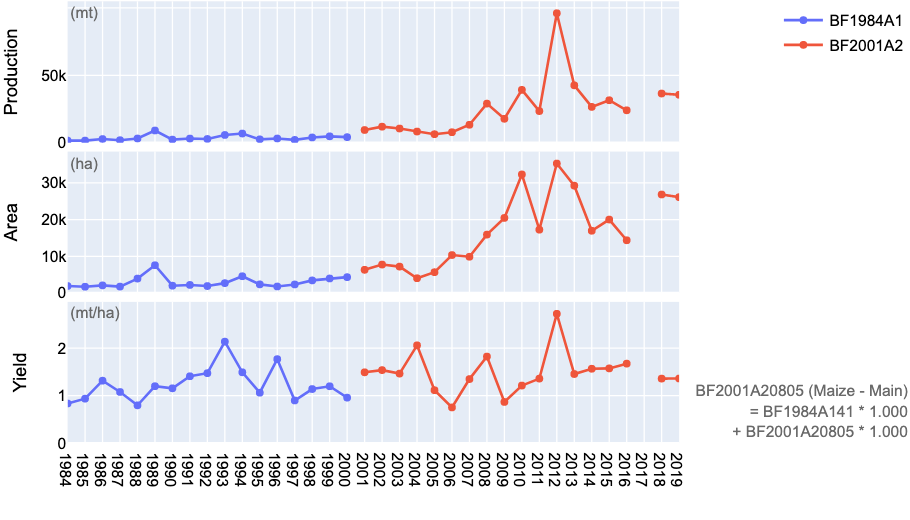 (mt)
Production
50k
0
(ha)
Area
30k
20k
10k
0
(mt/ha)
Yield
2
1
0
1984 1985 1986 1987 1988 1989 1990 1991 1992 1993 1994 1995 1996 1997 1998 1999 2000 2001 2002 2003 2004 2005 2006 2007 2008 2009 2010 2011 2012 2013 2014 2015 2016 2017 2018 2019
BF1984A1
BF2001A2
BF2001A20805 (Maize - Main)
= BF1984A141 * 1.000
+ BF2001A20805 * 1.000